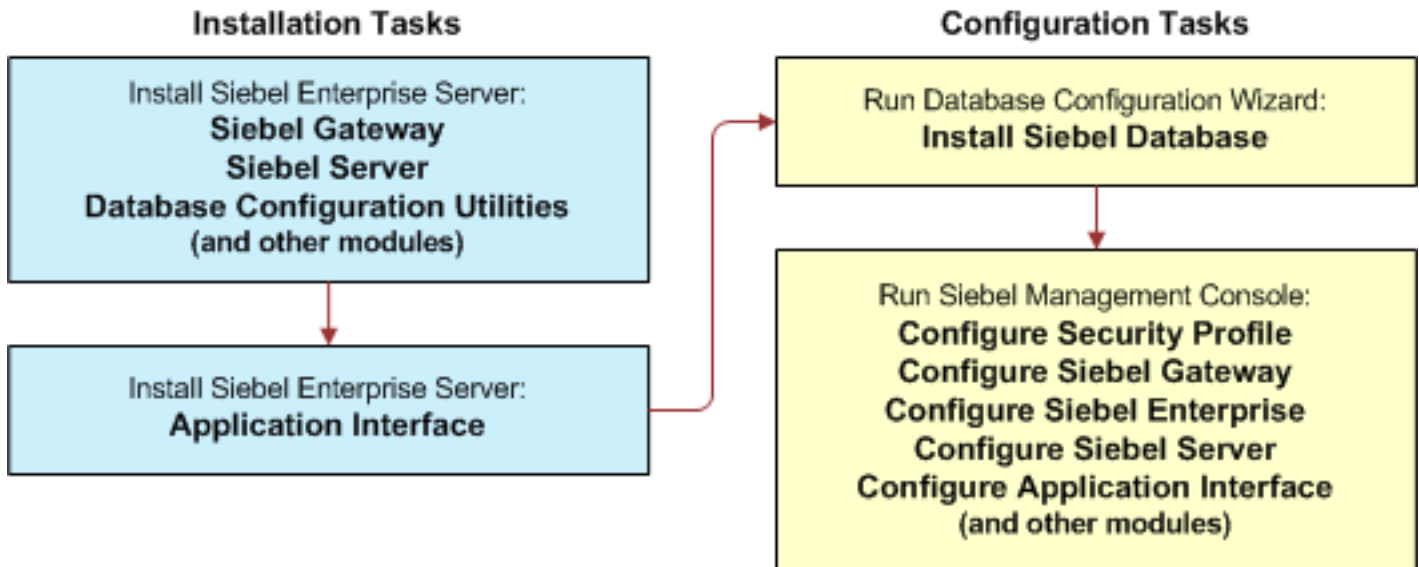 Installation Tasks
Install Siebel Enterprise Server:
Siebel Gateway
Siebel Server
Database Configuration Utilities
(and other modules)
Install Siebel Enterprise Server:
Application Interface
Configuration Tasks
Run Database Configuration Wizard:
Install Siebel Database
Run Siebel Management Console:
Configure Security Profile
Configure Siebel Gateway
Configure Siebel Enterprise
Configure Siebel Server
Configure Application Interface
(and other modules)